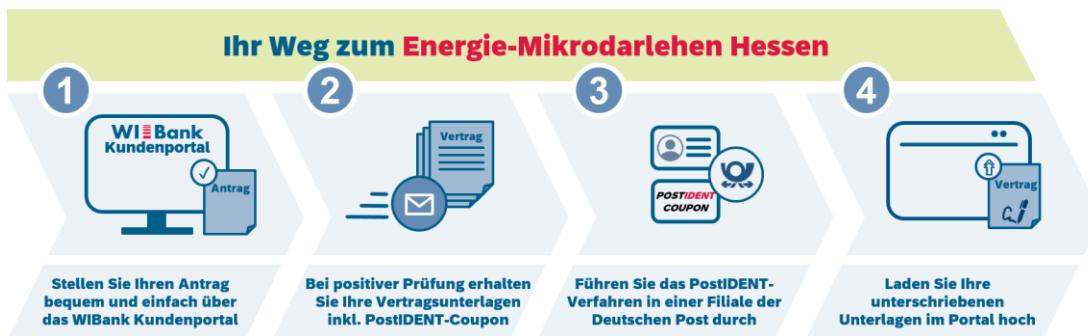 Ihr Weg zum Energie-Mikrodarlehen Hessen
1
WIBank
Kundenportal
Antrag
Stellen Sie Ihren Antrag
bequem und einfach über
das WIBank Kundenportal
2
Vertrag
Bei positiver Prüfung erhalten
Sie Ihre Vertragsunterlagen
inkl. PostIDENT-Coupon
3
POSTIDENT
COUPON
Führen Sie das PostIDENT-
Verfahren in einer Filiale der
Deutschen Post durch
4
Vertrag
Laden Sie Ihre
unterschriebenen
Unterlagen im Portal hoch